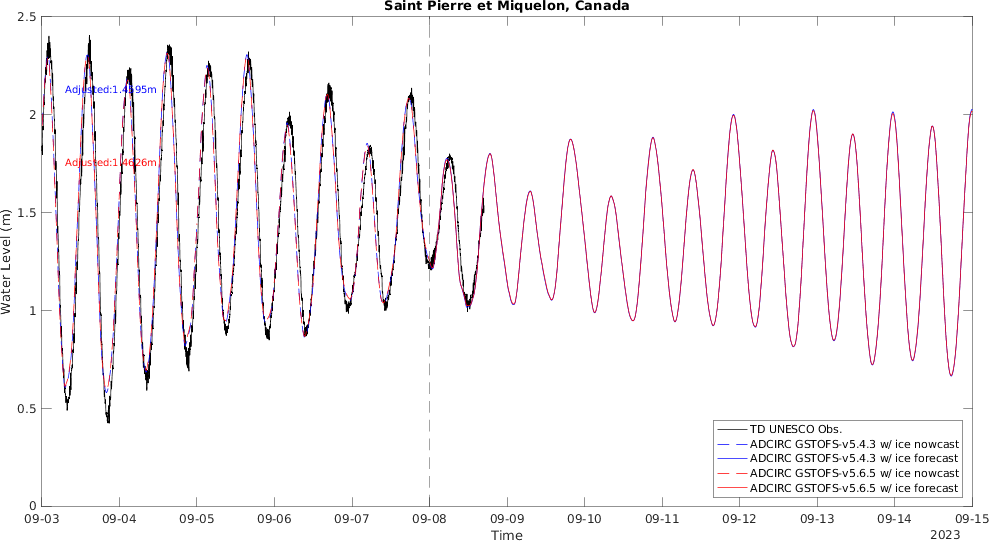 Saint Pierre et Miquelon, Canada
2.5
2
1.5
1
0.5
0
Water Level (m)
Adjusted:1.4595m
Adjusted:1.4626m
09-03
09-04
09-05
09-06
09-07
09-08
09-09
09-10
09-11
09-12
09-13
09-14
09-15
Time
2023
TD UNESCO Obs.
ADCIRC GSTOFS-v5.4.3 w/ ice nowcast
ADCIRC GSTOFS-v5.4.3 w/ ice forecast
ADCIRC GSTOFS-v5.6.5 w/ ice nowcast
ADCIRC GSTOFS-v5.6.5 w/ ice forecast